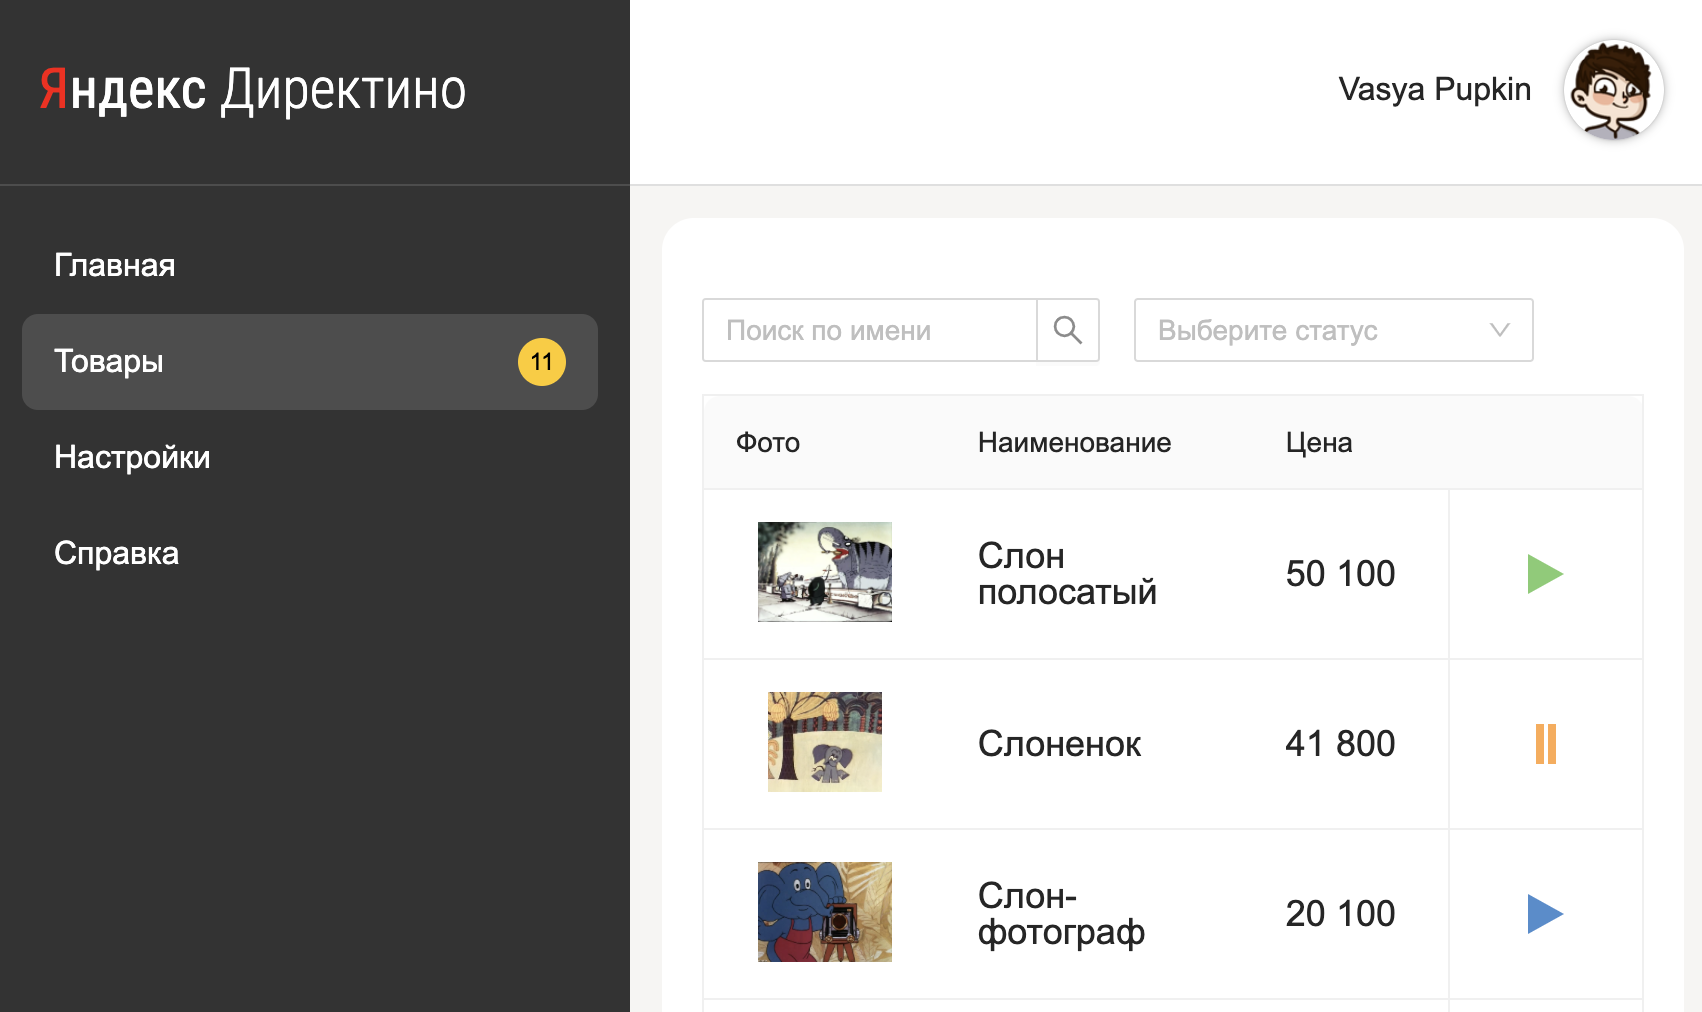 Яндекс Директино
Vasya Pupkin
Главная
Товары
11
Настройки
Справка
Поиск по имени
Выберите статус
Фото
Наименование
Цена
Слон
полосатый
50 100
Слоненок
41 800
Слон-
фотограф
20 100